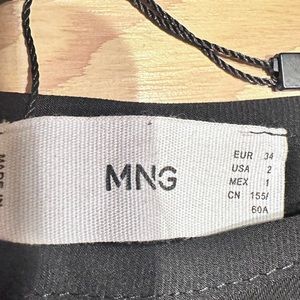 MADE IN
MNG
EUR 34
USA 2
MEX 1
CN 155/
60A